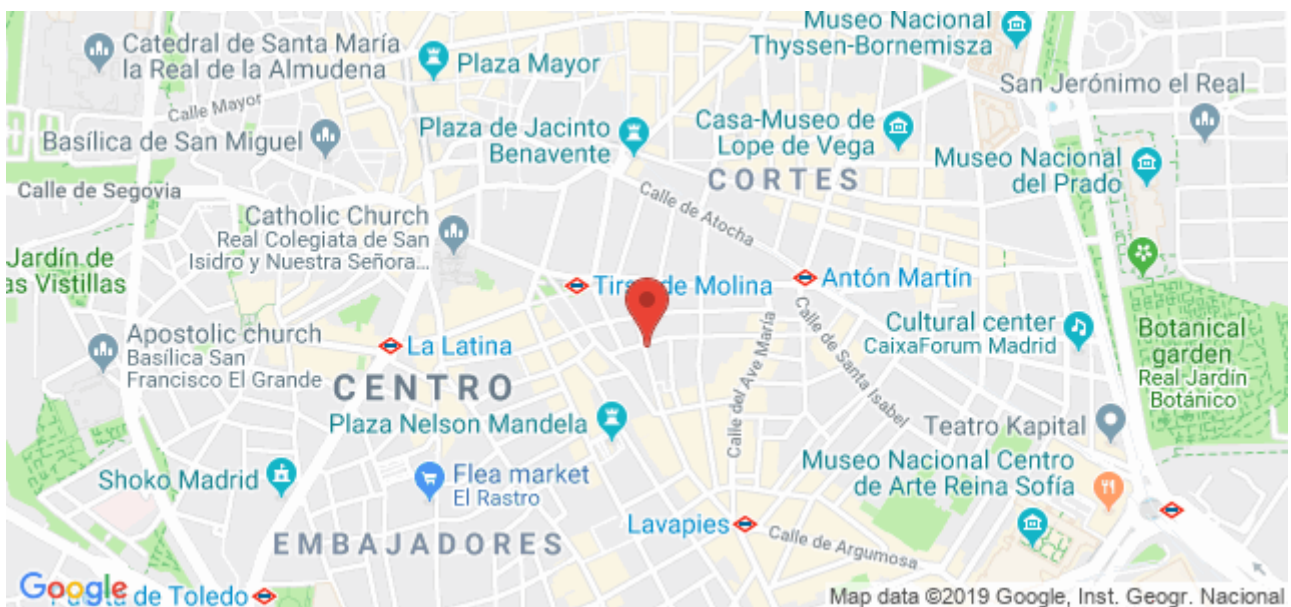 Catedral de Santa María
la Real de la Almudena
Plaza Mayor
Museo Nacional
Thyssen-Bornemisza
San Jerónimo el Real
Calle Mayor
Basílica de San Miguel
Plaza de Jacinto
Benavente
Casa-Museo de
Lope de Vega
Museo Nacional
del Prado
CORTES
Calle de Segovia
Calle de Atocha
Catholic Church
Real Colegiata de San
Isidro y Nuestra Señora...
Jardín de
as Vistillas
Tirso de Molina
Antón Martín
Apostolic church
Basílica San
Francisco El Grande
La Latina
CENTRO
Calle del Ave María
Calle de Santa Isabel
Cultural center
CaixaForum Madrid
Botanical
garden
Real Jardín
Botánico
Plaza Nelson Mandela
Teatro Kapital
Shoko Madrid
Flea market
El Rastro
Museo Nacional Centro
de Arte Reina Sofía
Lavapies
Calle de Argumosa
EMBAJADORES
Google
de Toledo
Map data ©2019 Google, Inst. Geogr. Nacional